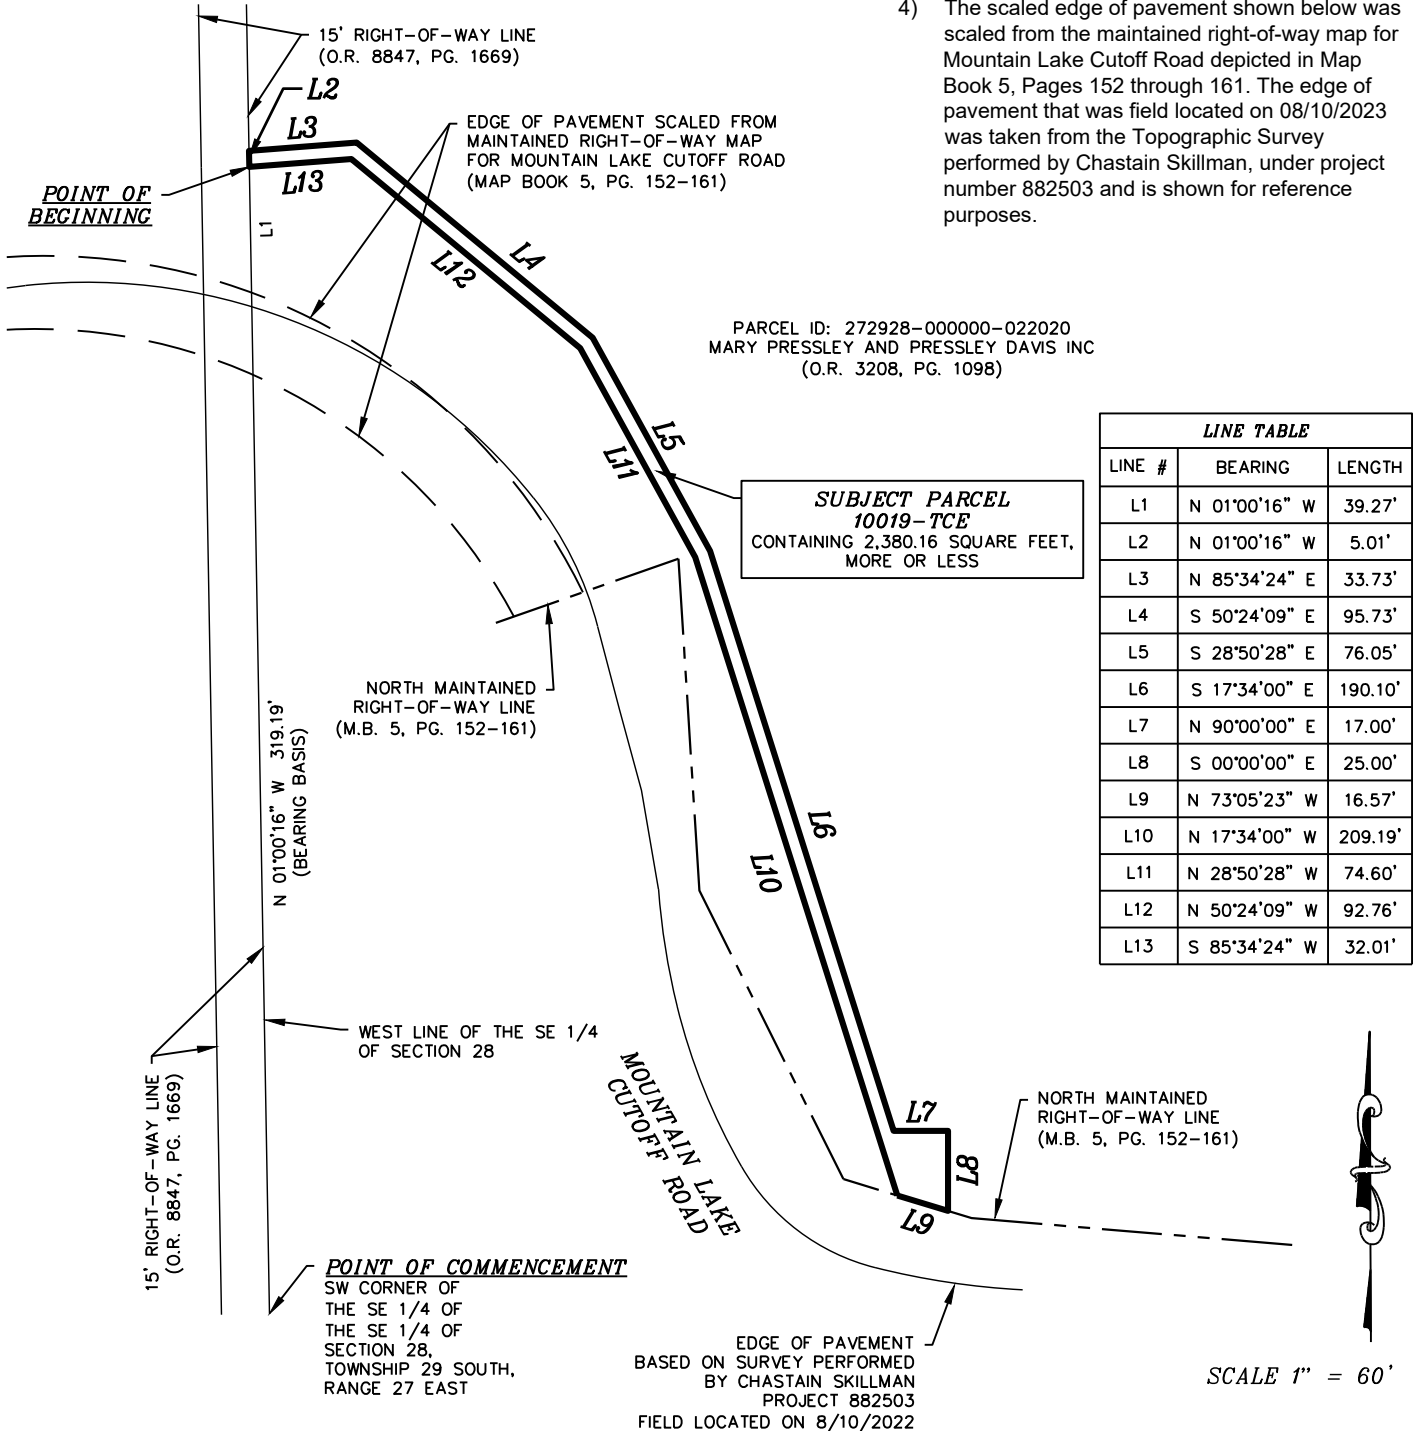 4) The scaled edge of pavement shown below was
scaled from the maintained right-of-way map for
Mountain Lake Cutoff Road depicted in Map
Book 5, Pages 152 through 161. The edge of
pavement that was field located on 08/10/2023
was taken from the Topographic Survey
performed by Chastain Skillman, under project
number 882503 and is shown for reference
purposes.
15' RIGHT-OF-WAY LINE
(O.R. 8847, PG. 1669)
L2
L3
EDGE OF PAVEMENT SCALED FROM
MAINTAINED RIGHT-OF-WAY MAP
FOR MOUNTAIN LAKE CUTOFF ROAD
(MAP BOOK 5, PG. 152-161)
L13
POINT OF
BEGINNING
L1
L4
L12
PARCEL ID: 272928-000000-022020
MARY PRESSLEY AND PRESSLEY DAVIS INC
(O.R. 3208, PG. 1098)
L5
L11
SUBJECT PARCEL
10019-TCE
CONTAINING 2,380.16 SQUARE FEET,
MORE OR LESS
LINE TABLE
LINE # BEARING LENGTH
L1 N 01°00'16" W 39.27'
L2 N 01°00'16" W 5.01'
L3 N 85°34'24" E 33.73'
L4 S 50°24'09" E 95.73'
L5 S 28°50'28" E 76.05'
L6 S 17°34'00" E 190.10'
L7 N 90°00'00" E 17.00'
L8 S 00°00'00" E 25.00'
L9 N 73°05'23" W 16.57'
L10 N 17°34'00" W 209.19'
L11 N 28°50'28" W 74.60'
L12 N 50°24'09" W 92.76'
L13 S 85°34'24" W 32.01'
NORTH MAINTAINED
RIGHT-OF-WAY LINE
(M.B. 5, PG. 152-161)
N 01°00'16" W 319.19'
(BEARING BASIS)
L6
L10
WEST LINE OF THE SE 1/4
OF SECTION 28
15' RIGHT-OF-WAY LINE
(O.R. 8847, PG. 1669)
MOUNTAIN LAKE
CUTOFF ROAD
L7
L8
L9
NORTH MAINTAINED
RIGHT-OF-WAY LINE
(M.B. 5, PG. 152-161)
POINT OF COMMENCEMENT
SW CORNER OF
THE SE 1/4 OF
THE SE 1/4 OF
SECTION 28,
TOWNSHIP 29 SOUTH,
RANGE 27 EAST
EDGE OF PAVEMENT
BASED ON SURVEY PERFORMED
BY CHASTAIN SKILLMAN
PROJECT 882503
FIELD LOCATED ON 8/10/2022
SCALE 1" = 60'